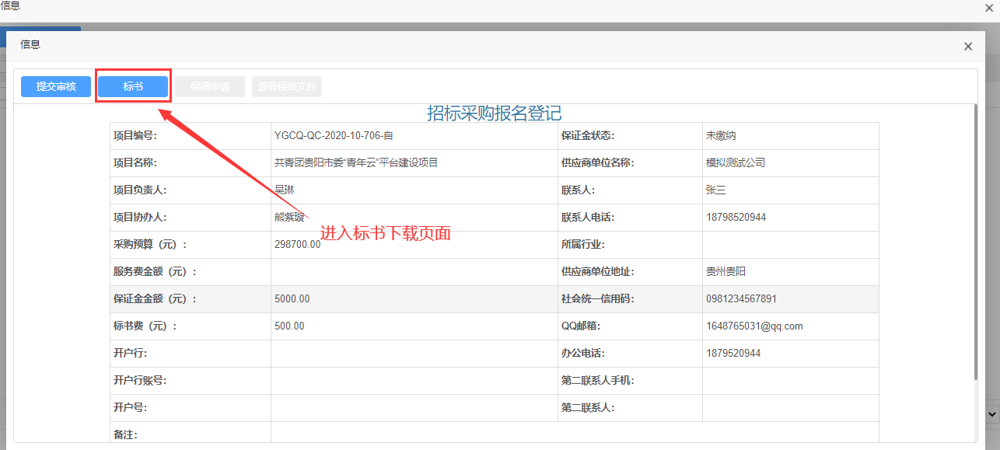 信息
信息
提交审核 标书 保函申请 查看保函文件
招标采购报名登记
项目编号: YGCQ-QC-2020-10-706-自 保证金状态: 未缴纳
项目名称: 共青团贵阳市委“青年云”平台建设项目 供应商单位名称: 模拟测试公司
项目负责人: 吴琳 联系人: 张三
项目协办人: 熊紫璇 联系人电话: 18798520944
进入标书下载页面
采购预算（元）: 298700.00 所属行业:
服务费金额（元）: 供应商单位地址: 贵州贵阳
保证金金额（元）: 5000.00 社会统一信用码: 0981234567891
标书费（元）: 500.00 QQ邮箱: 1648765031@qq.com
开户行: 办公电话: 1879520944
开户行账号: 第二联系人手机:
开户号: 第二联系人:
备注: